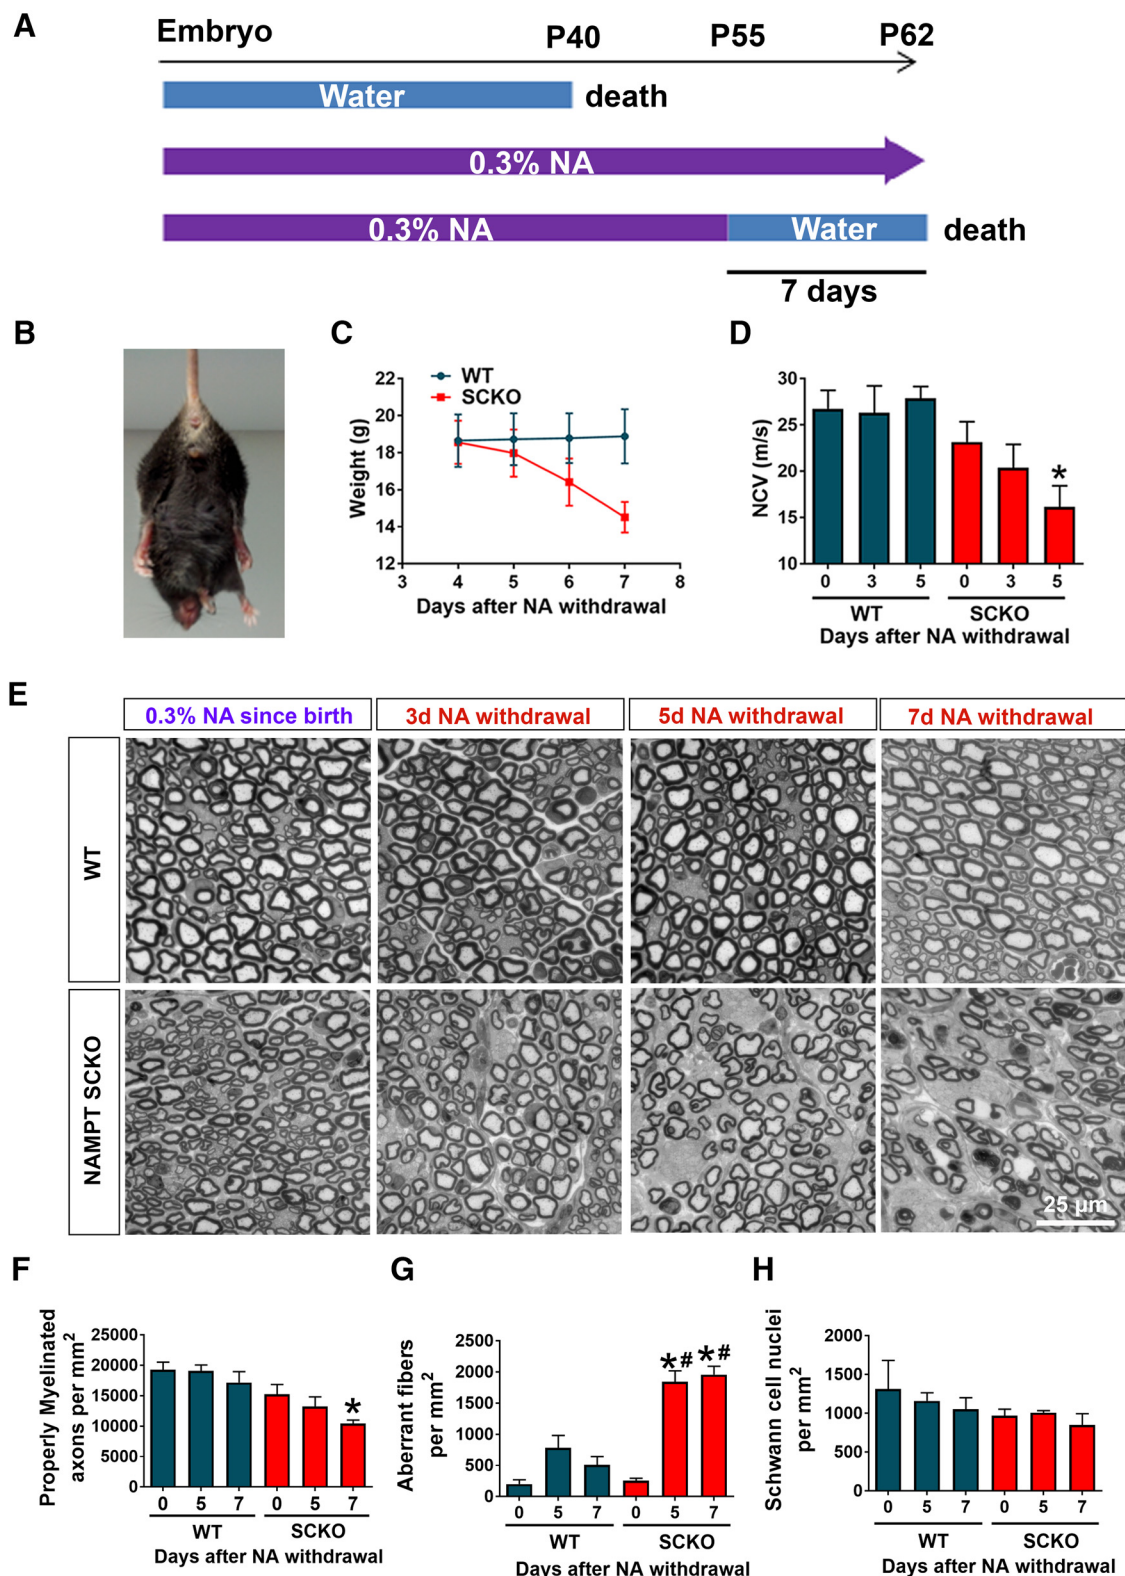 A
Embryo P40 P55 P62
Water death
0.3% NA
0.3% NA Water death
7 days
B
C
WT
SCKO
22
20
18
16
14
12
3 4 5 6 7 8
Weight (g)
Days after NA withdrawal
D
30
25
20
15
10
NCV (m/s)
*
0 3 5 0 3 5
WT SCKO
Days after NA withdrawal
E
0.3% NA since birth 3d NA withdrawal 5d NA withdrawal 7d NA withdrawal
WT
NAMPT SCKO
25 µm
F
Properly Myelinated
axons per mm2
25000
20000
15000
10000
5000
0
*
0 5 7 0 5 7
WT SCKO
Days after NA withdrawal
G
Aberrant fibers
per mm2
2500
2000
1500
1000
500
0
*# *#
0 5 7 0 5 7
WT SCKO
Days after NA withdrawal
H
Schwann cell nuclei
per mm2
2000
1500
1000
500
0
0 5 7 0 5 7
WT SCKO
Days after NA withdrawal